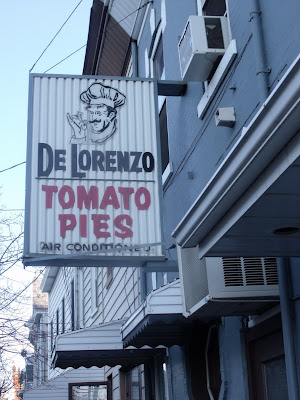 DE LORENZO
TOMATO
PIES
AIR CONDITIONED